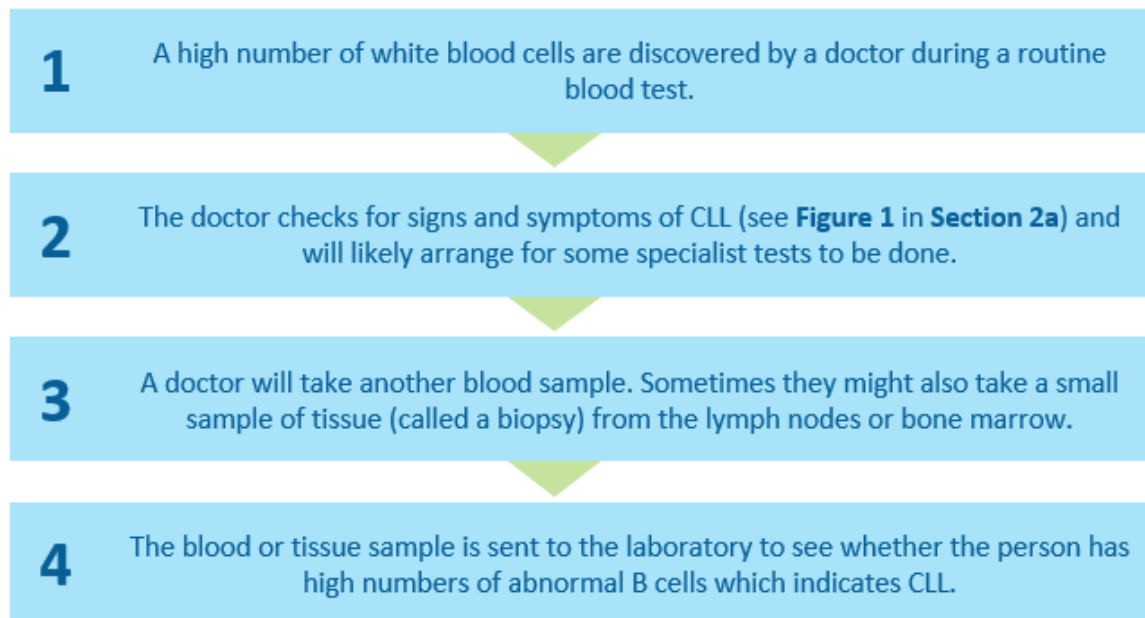 1
A high number of white blood cells are discovered by a doctor during a routine
blood test.
2
The doctor checks for signs and symptoms of CLL (see Figure 1 in Section 2a) and
will likely arrange for some specialist tests to be done.
3
A doctor will take another blood sample. Sometimes they might also take a small
sample of tissue (called a biopsy) from the lymph nodes or bone marrow.
4
The blood or tissue sample is sent to the laboratory to see whether the person has
high numbers of abnormal B cells which indicates CLL.